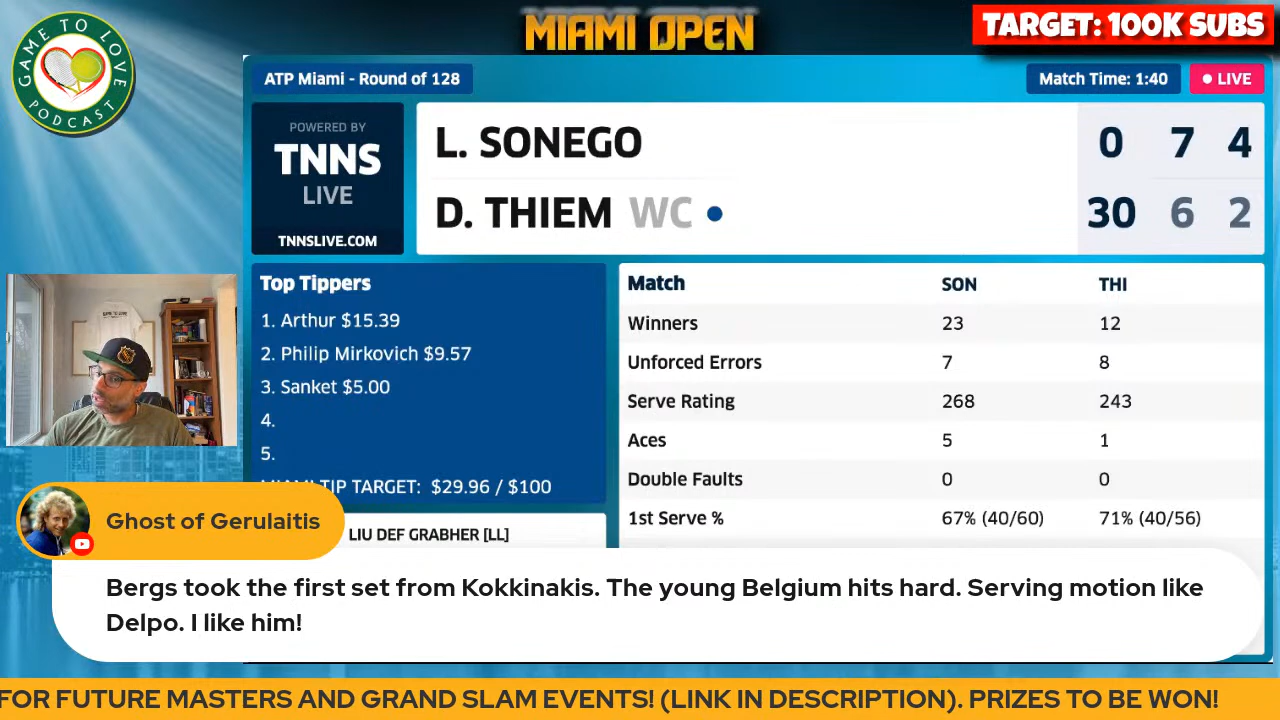 GAME TO LOVE
PODCAST
MIAMI OPEN
TARGET: 100K SUBS
ATP Miami - Round of 128
Match Time: 1:40
LIVE
POWERED BY
TNNS
LIVE
TNNSLIVE.COM
L. SONEGO 0 7 4
D. THIEM WC 30 6 2
Top Tippers
1. Arthur $15.39
2. Philip Mirkovich $9.57
3. Sanket $5.00
4.
5.
MIAMI TIP TARGET: $29.96 / $100
LIU DEF GRABHER [LL]
Match SON THI
Winners 23 12
Unforced Errors 7 8
Serve Rating 268 243
Aces 5 1
Double Faults 0 0
1st Serve % 67% (40/60) 71% (40/56)
Ghost of Gerulaitis
Bergs took the first set from Kokkinakis. The young Belgium hits hard. Serving motion like
Delpo. I like him!
FOR FUTURE MASTERS AND GRAND SLAM EVENTS! (LINK IN DESCRIPTION). PRIZES TO BE WON!